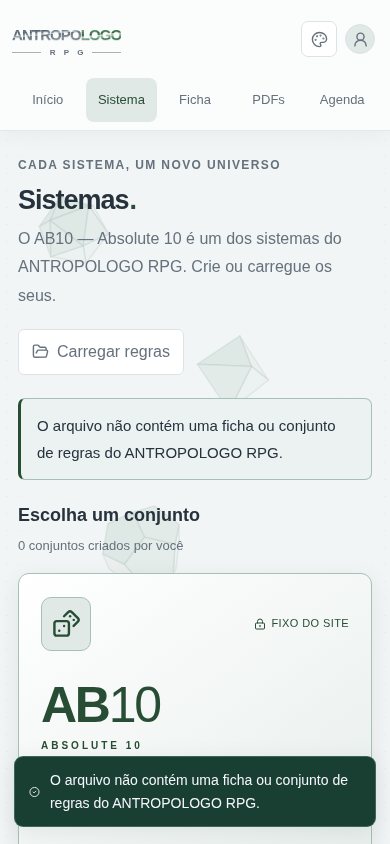 ANTROPOLOGO
RPG
Início
Sistema
Ficha
PDFs
Agenda
CADA SISTEMA, UM NOVO UNIVERSO
Sistemas.
O AB10 — Absolute 10 é um dos sistemas do
ANTROPOLOGO RPG. Crie ou carregue os
seus.
Carregar regras
O arquivo não contém uma ficha ou conjunto
de regras do ANTROPOLOGO RPG.
Escolha um conjunto
0 conjuntos criados por você
FIXO DO SITE
AB10
ABSOLUTE 10
O arquivo não contém uma ficha ou conjunto de
regras do ANTROPOLOGO RPG.